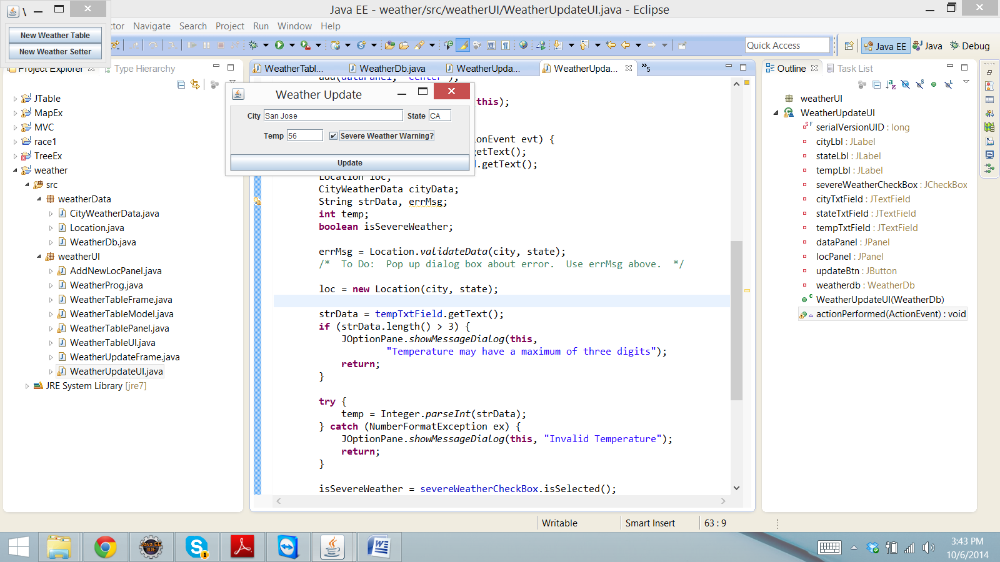 \
New Weather Table
New Weather Setter
Java EE - weather/src/weatherUI/WeatherUpdateUI.java - Eclipse
Navigate Search Project Run Window Help
Quick Access
Java EE
Java
Debug
Project Explorer
Type Hierarchy
JTable
MapEx
MVC
race1
TreeEx
weather
src
weatherData
CityWeatherData.java
Location.java
WeatherDb.java
weatherUI
AddNewLocPanel.java
WeatherProg.java
WeatherTableFrame.java
WeatherTableModel.java
WeatherTablePanel.java
WeatherTableUI.java
WeatherUpdateFrame.java
WeatherUpdateUI.java
JRE System Library [jre7]
WeatherTabl...
WeatherDb.java
WeatherUpda...
WeatherUpda...
»5
Weather Update
City San Jose State CA
Temp 56 Severe Weather Warning?
Update
this);
ionEvent evt) {
getText();
.getText();
Location loc;
CityWeatherData cityData;
String strData, errMsg;
int temp;
boolean isSevereWeather;
errMsg = Location.validateData(city, state);
/* To Do: Pop up dialog box about error. Use errMsg above. */
loc = new Location(city, state);
strData = tempTxtField.getText();
if (strData.length() > 3) {
JOptionPane.showMessageDialog(this,
"Temperature may have a maximum of three digits");
return;
}
try {
temp = Integer.parseInt(strData);
} catch (NumberFormatException ex) {
JOptionPane.showMessageDialog(this, "Invalid Temperature");
return;
}
isSevereWeather = severeWeatherCheckBox.isSelected();
Outline
Task List
weatherUI
WeatherUpdateUI
serialVersionUID : long
cityLbl : JLabel
stateLbl : JLabel
tempLbl : JLabel
severeWeatherCheckBox : JCheckBox
cityTxtField : JTextField
stateTxtField : JTextField
tempTxtField : JTextField
dataPanel : JPanel
locPanel : JPanel
updateBtn : JButton
weatherdb : WeatherDb
WeatherUpdateUI(WeatherDb)
actionPerformed(ActionEvent) : void
Writable
Smart Insert
63 : 9
3:43 PM
10/6/2014